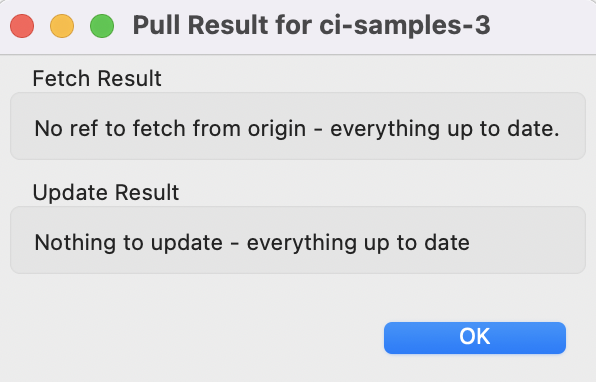 Pull Result for ci-samples-3
Fetch Result
No ref to fetch from origin - everything up to date.
Update Result
Nothing to update - everything up to date
OK